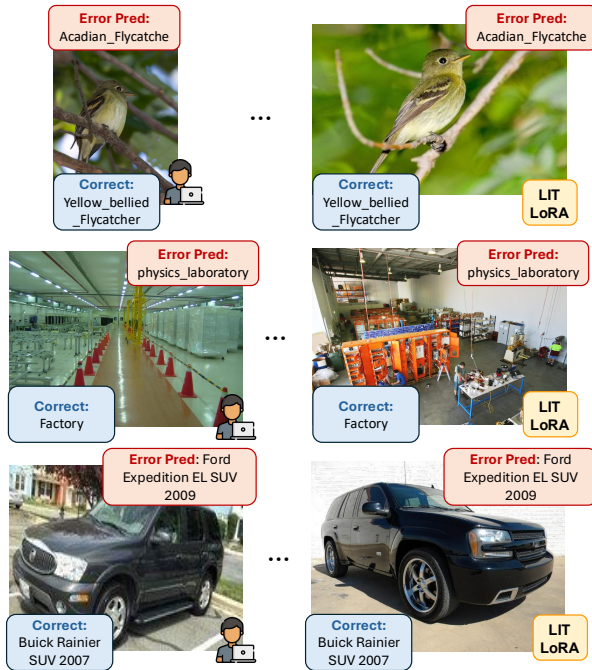 Error Pred:
Acadian_Flycatche
Error Pred:
Acadian_Flycatche
...
Correct:
Yellow_bellied
_Flycatcher
Correct:
Yellow_bellied
_Flycatcher
LIT
LoRA
Error Pred:
physics_laboratory
Error Pred:
physics_laboratory
...
Correct:
Factory
Correct:
Factory
LIT
LoRA
Error Pred: Ford
Expedition EL SUV
2009
Error Pred: Ford
Expedition EL SUV
2009
...
Correct:
Buick Rainier
SUV 2007
Correct:
Buick Rainier
SUV 2007
LIT
LoRA